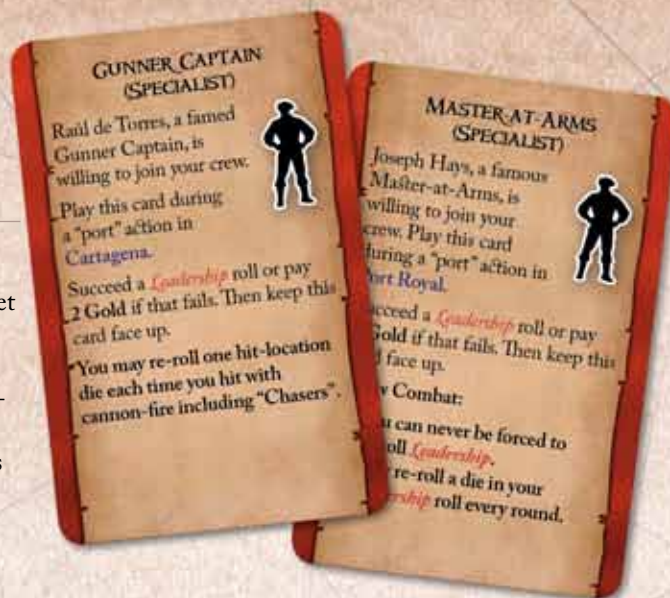 GUNNER CAPTAIN
(SPECIALIST)
Raúl de Torres, a famed
Gunner Captain, is
willing to join your crew.
Play this card during
a "port" action in
Cartagena.
Succeed a Leadership roll or pay
2 Gold if that fails. Then keep this
card face up.
You may re-roll one hit-location
die each time you hit with
cannon-fire including "Chasers".
MASTER-AT-ARMS
(SPECIALIST)
Joseph Hays, a famous
Master-at-Arms, is
willing to join your
crew. Play this card
during a "port" action in
Port Royal.
Succeed a Leadership roll or pay
Gold if that fails. Then keep this
face up.
Combat:
can never be forced to
Leadership.
re-roll a die in your
roll every round.
et
s